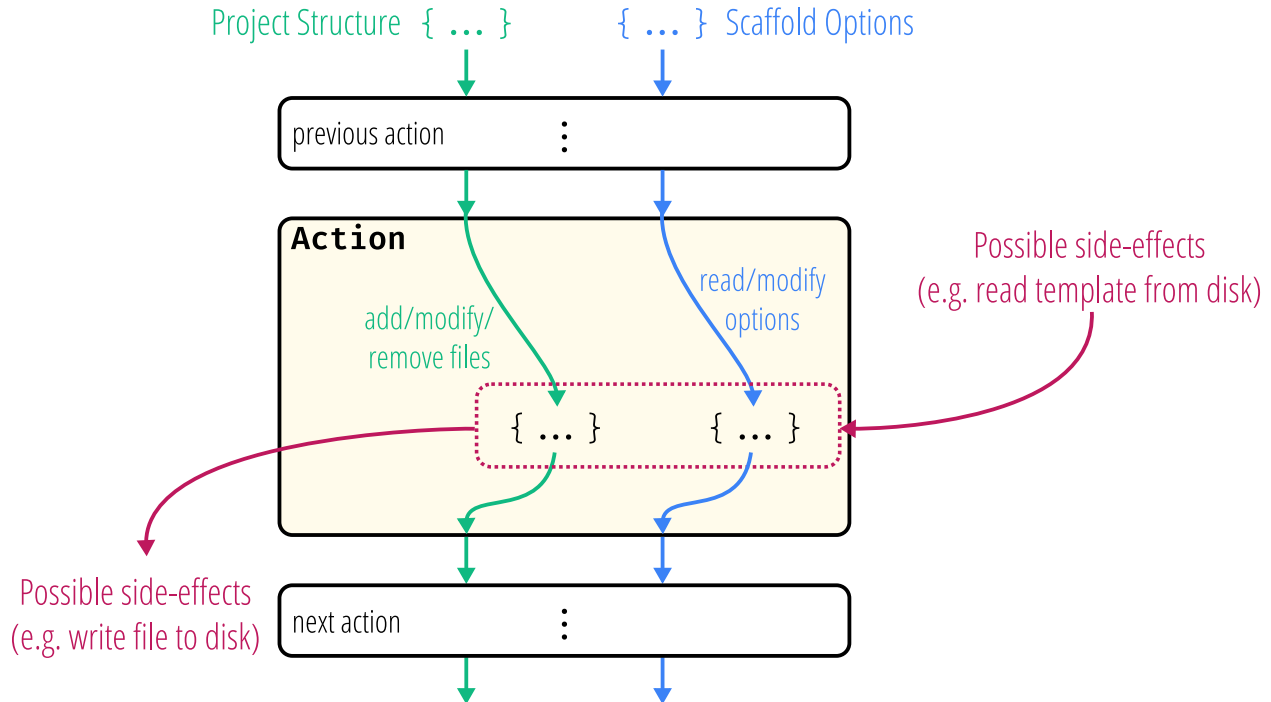 Project Structure { ... } { ... } Scaffold Options
previous action ⋮
Action
Possible side-effects
(e.g. read template from disk)
read/modify
options
add/modify/
remove files
{ ... } { ... }
Possible side-effects
(e.g. write file to disk)
next action ⋮